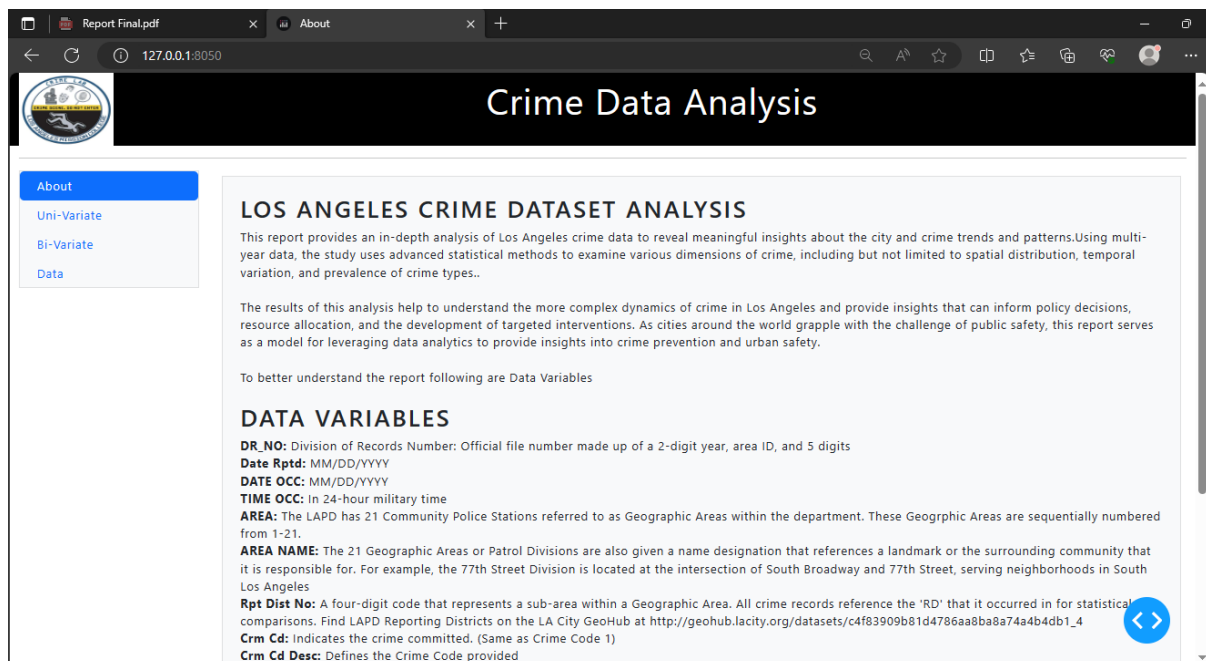 Report Final.pdf
About
127.0.0.1:8050
CRIME LAB
Crime Data Analysis
About
Uni-Variate
Bi-Variate
Data
LOS ANGELES CRIME DATASET ANALYSIS
This report provides an in-depth analysis of Los Angeles crime data to reveal meaningful insights about the city and crime trends and patterns.Using multi-
year data, the study uses advanced statistical methods to examine various dimensions of crime, including but not limited to spatial distribution, temporal
variation, and prevalence of crime types..
The results of this analysis help to understand the more complex dynamics of crime in Los Angeles and provide insights that can inform policy decisions,
resource allocation, and the development of targeted interventions. As cities around the world grapple with the challenge of public safety, this report serves
as a model for leveraging data analytics to provide insights into crime prevention and urban safety.
To better understand the report following are Data Variables
DATA VARIABLES
DR_NO: Division of Records Number: Official file number made up of a 2-digit year, area ID, and 5 digits
Date Rptd: MM/DD/YYYY
DATE OCC: MM/DD/YYYY
TIME OCC: In 24-hour military time
AREA: The LAPD has 21 Community Police Stations referred to as Geographic Areas within the department. These Geogrphic Areas are sequentially numbered
from 1-21.
AREA NAME: The 21 Geographic Areas or Patrol Divisions are also given a name designation that references a landmark or the surrounding community that
it is responsible for. For example, the 77th Street Division is located at the intersection of South Broadway and 77th Street, serving neighborhoods in South
Los Angeles
Rpt Dist No: A four-digit code that represents a sub-area within a Geographic Area. All crime records reference the 'RD' that it occurred in for statistical
comparisons. Find LAPD Reporting Districts on the LA City GeoHub at http://geohub.lacity.org/datasets/c4f83909b81d4786aa8ba8a74a4b4db1_4
Crm Cd: Indicates the crime committed. (Same as Crime Code 1)
Crm Cd Desc: Defines the Crime Code provided